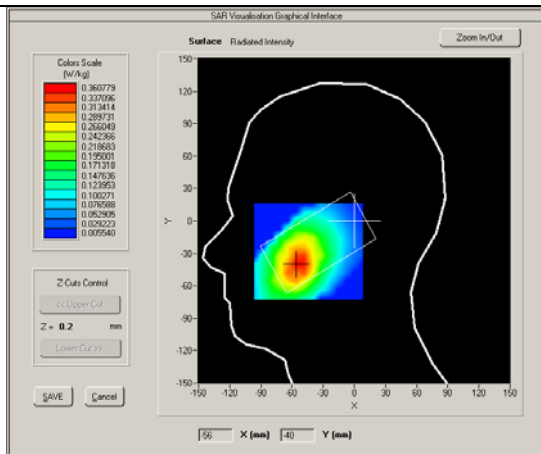 SAR Visualisation Graphical Interface
Surface Radiated Intensity
Zoom In/Out
Colors Scale
(W/kg)
0.360779
0.337096
0.313414
0.289731
0.266049
0.242366
0.218683
0.195001
0.171318
0.147636
0.123953
0.100271
0.076588
0.052905
0.029223
0.005540
Z Cuts Control
<< Upper Cut
Z = 0.2 mm
Lower Cut >>
SAVE Cancel
150-
120-
90-
60-
30-
Y 0-
-30-
-60-
-90-
-120-
-150-
-150 -120 -90 -60 -30 0 30 60 90 120 150
X
-56 X (mm) -40 Y (mm)